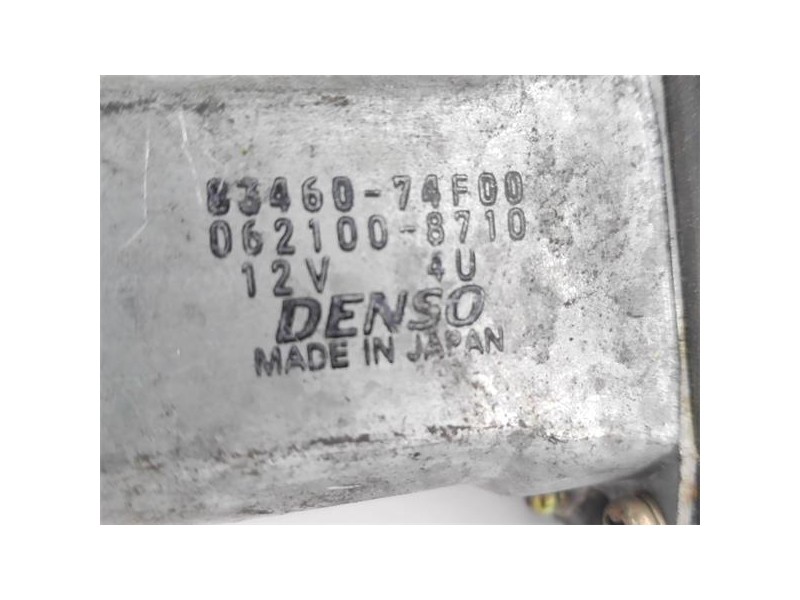 83460-74F00
062100-8710
12V 4U
DENSO
MADE IN JAPAN